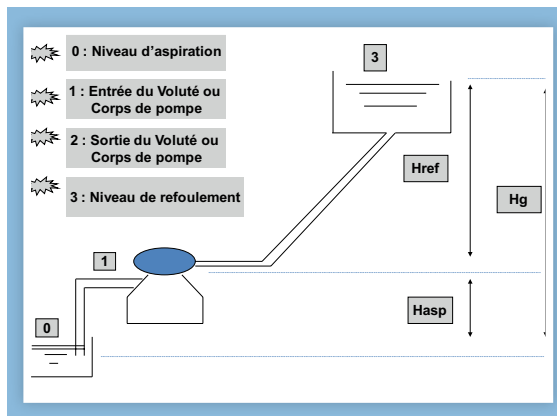 0 : Niveau d'aspiration
1 : Entrée du Voluté ou
Corps de pompe
2 : Sortie du Voluté ou
Corps de pompe
3 : Niveau de refoulement
3
Href
Hg
1
Hasp
0